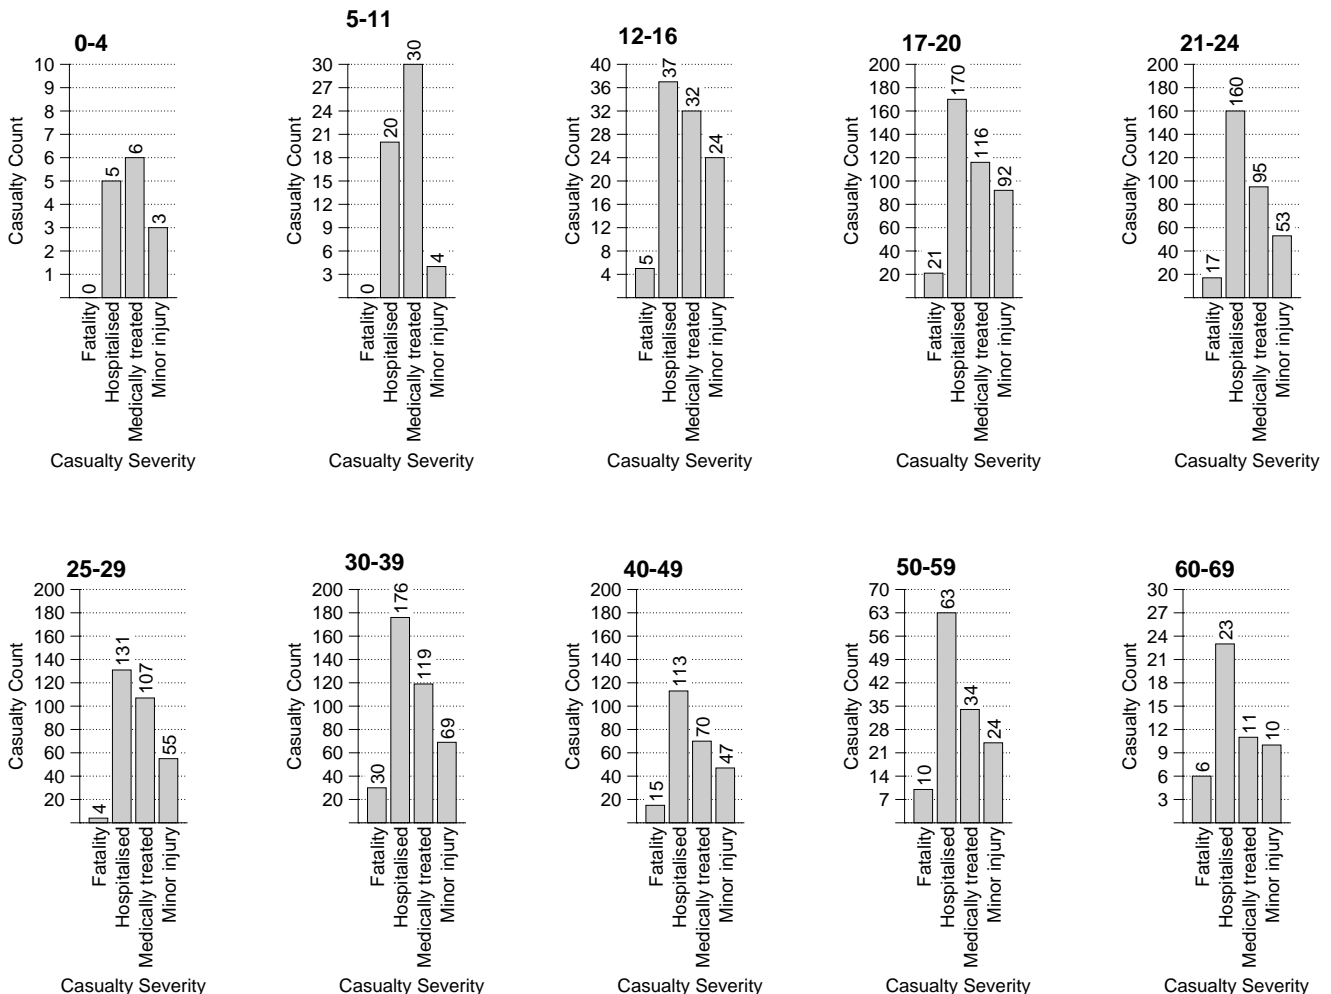 0-4
10
9
8
7
6
5
4
3
2
1
Casualty Count
0
5
6
3
Fatality
Hospitalised
Medically treated
Minor injury
Casualty Severity
5-11
30
27
24
21
18
15
12
9
6
3
Casualty Count
0
20
30
4
Fatality
Hospitalised
Medically treated
Minor injury
Casualty Severity
12-16
40
36
32
28
24
20
16
12
8
4
Casualty Count
5
37
32
24
Fatality
Hospitalised
Medically treated
Minor injury
Casualty Severity
17-20
200
180
160
140
120
100
80
60
40
20
Casualty Count
21
170
116
92
Fatality
Hospitalised
Medically treated
Minor injury
Casualty Severity
21-24
200
180
160
140
120
100
80
60
40
20
Casualty Count
17
160
95
53
Fatality
Hospitalised
Medically treated
Minor injury
Casualty Severity
25-29
200
180
160
140
120
100
80
60
40
20
Casualty Count
4
131
107
55
Fatality
Hospitalised
Medically treated
Minor injury
Casualty Severity
30-39
200
180
160
140
120
100
80
60
40
20
Casualty Count
30
176
119
69
Fatality
Hospitalised
Medically treated
Minor injury
Casualty Severity
40-49
200
180
160
140
120
100
80
60
40
20
Casualty Count
15
113
70
47
Fatality
Hospitalised
Medically treated
Minor injury
Casualty Severity
50-59
70
63
56
49
42
35
28
21
14
7
Casualty Count
10
63
34
24
Fatality
Hospitalised
Medically treated
Minor injury
Casualty Severity
60-69
30
27
24
21
18
15
12
9
6
3
Casualty Count
6
23
11
10
Fatality
Hospitalised
Medically treated
Minor injury
Casualty Severity